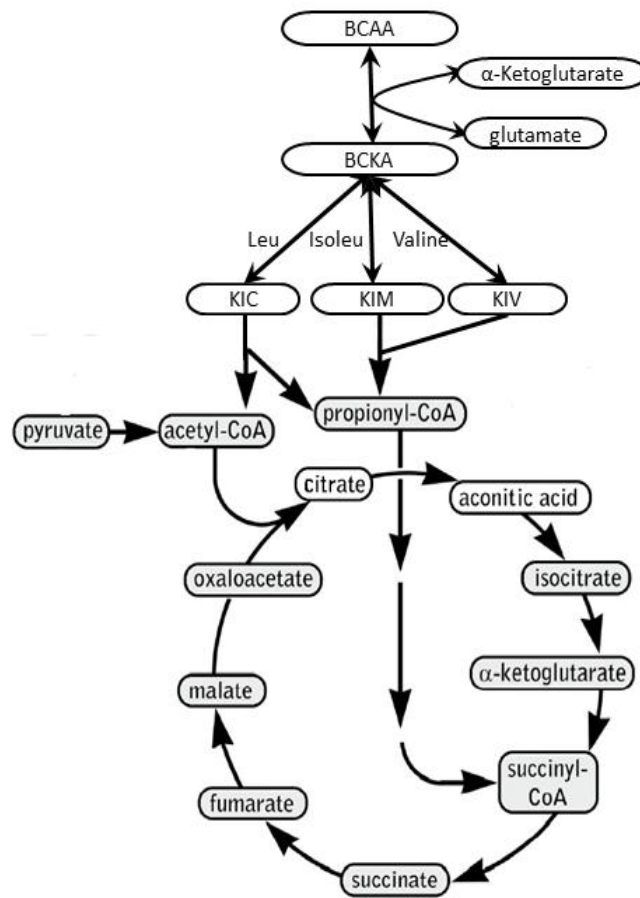 BCAA
α-Ketoglutarate
glutamate
BCKA
Leu Isoleu Valine
KIC KIM KIV
propionyl-CoA
pyruvate acetyl-CoA
citrate
aconitic acid
oxaloacetate
isocitrate
α-ketoglutarate
malate
succinyl-
CoA
fumarate
succinate